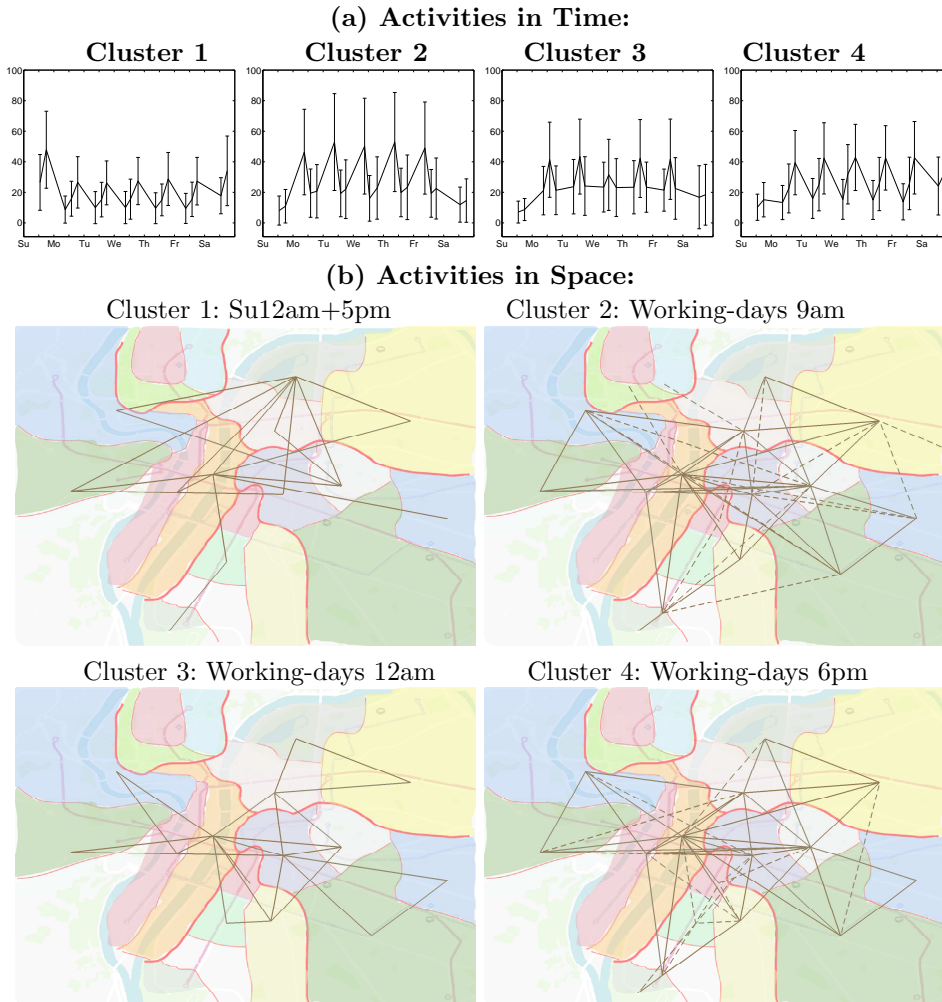 (a) Activities in Time:
Cluster 1 Cluster 2 Cluster 3 Cluster 4
100 100 100 100
80 80 80 80
60 60 60 60
40 40 40 40
20 20 20 20
0 0 0 0
Su Mo Tu We Th Fr Sa Su Mo Tu We Th Fr Sa Su Mo Tu We Th Fr Sa Su Mo Tu We Th Fr Sa
(b) Activities in Space:
Cluster 1: Su12am+5pm Cluster 2: Working-days 9am
Cluster 3: Working-days 12am Cluster 4: Working-days 6pm